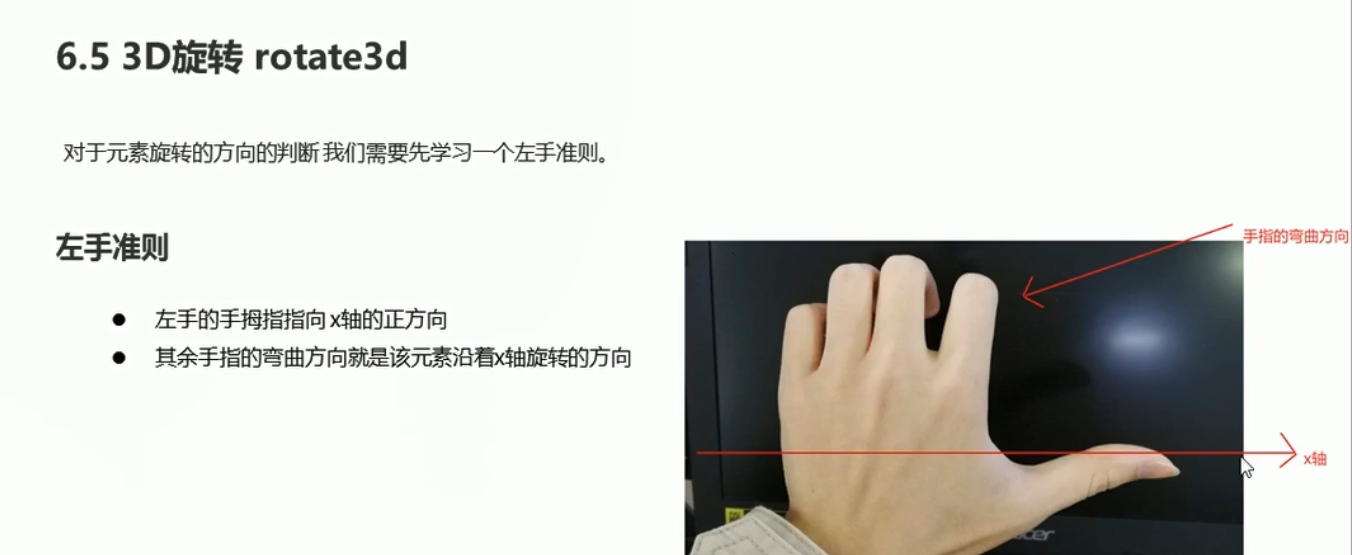 6.5 3D旋转 rotate3d
对于元素旋转的方向的判断 我们需要先学习一个左手准则。
左手准则
手指的弯曲方向
左手的手拇指指向 x轴的正方向
其余手指的弯曲方向就是该元素沿着x轴旋转的方向
x轴